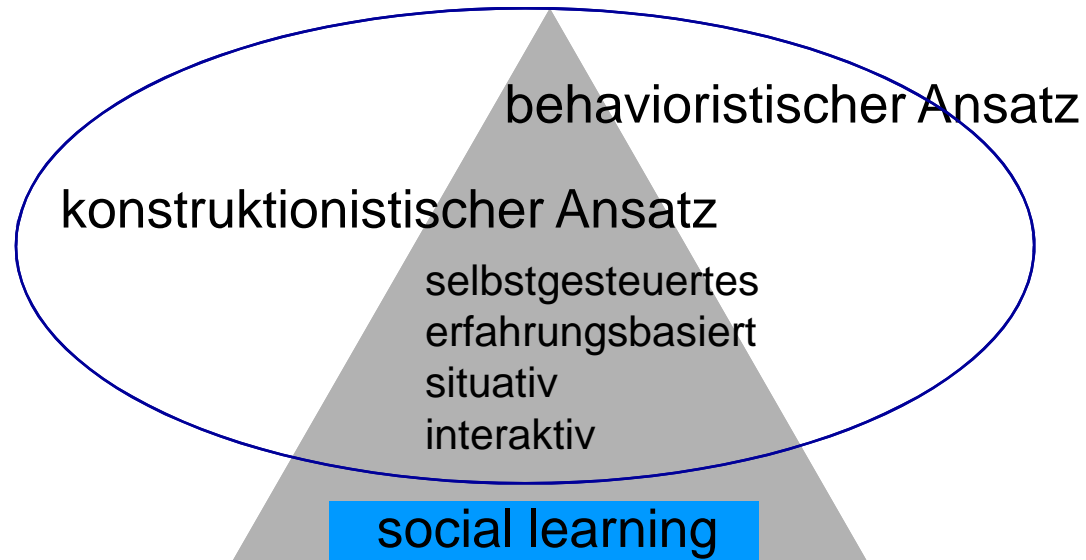 behavioristischer Ansatz
konstruktionistischer Ansatz
selbstgesteuertes
erfahrungsbasiert
situativ
interaktiv
social learning